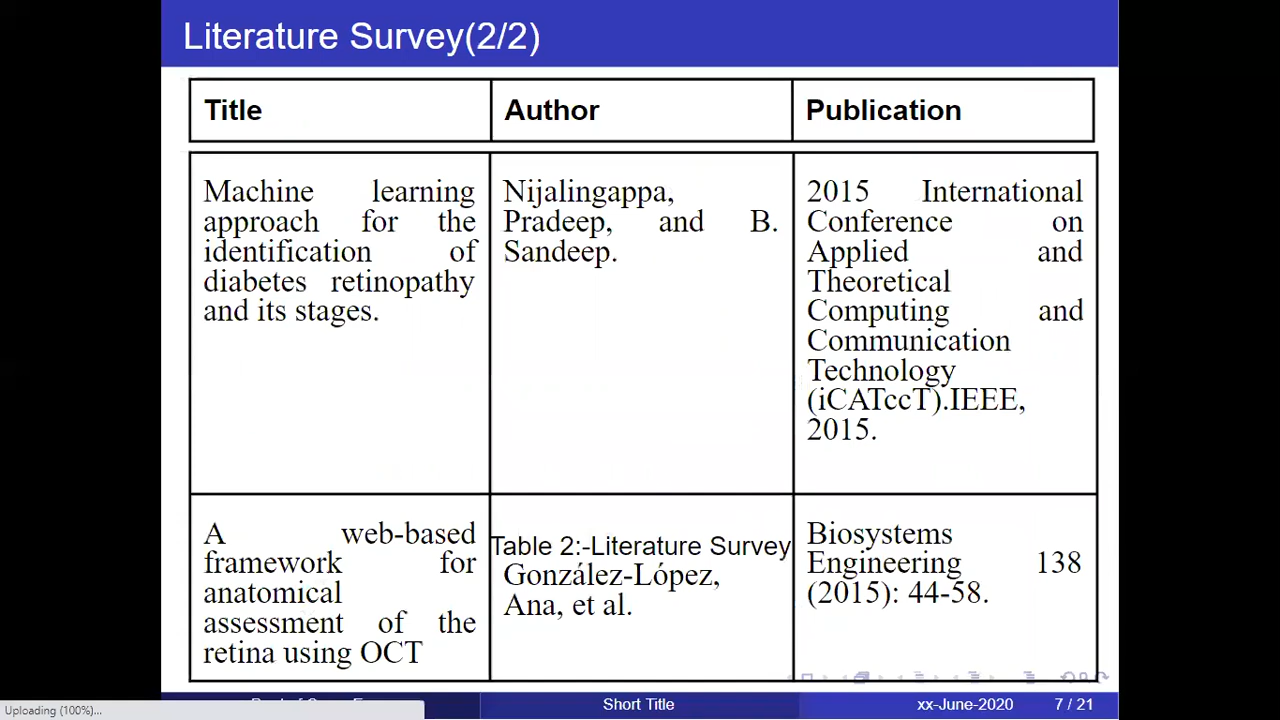 Literature Survey(2/2)
Title Author Publication
Machine learning
approach for the
identification of
diabetes retinopathy
and its stages.
Nijalingappa,
Pradeep, and B.
Sandeep.
2015 International
Conference on
Applied and
Theoretical
Computing and
Communication
Technology
(iCATccT).IEEE,
2015.
A web-based
framework for
anatomical
assessment of the
retina using OCT
Table 2:-Literature Survey
González-López,
Ana, et al.
Biosystems
Engineering 138
(2015): 44-58.
Short Title
xx-June-2020 7 / 21
Uploading (100%)...